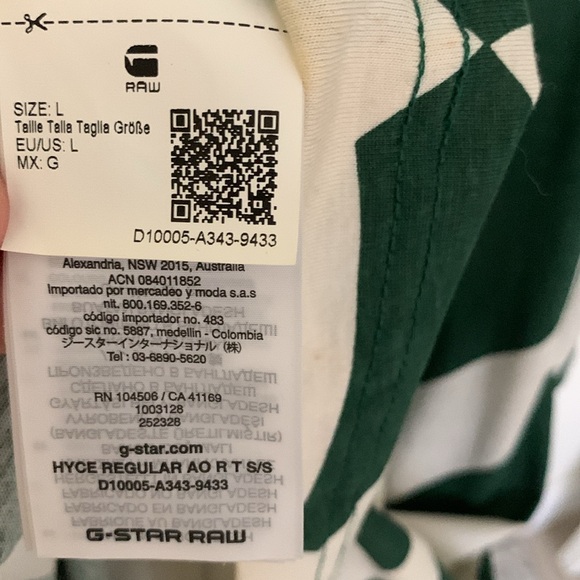 RAW
SIZE: L
Taille Talla Taglia Größe
EU/US: L
MX: G
D10005-A343-9433
Alexandria, NSW 2015, Australia
ACN 084011852
Importado por mercadeo y moda s.a.s
nit. 800.169.352-6
código importador no. 483
código sic no. 5887, medellin - Colombia
ジースターインターナショナル（株）
Tel : 03-6890-5620
RN 104506 / CA 41169
1003128
252328
g-star.com
HYCE REGULAR AO R T S/S
D10005-A343-9433
G-STAR RAW